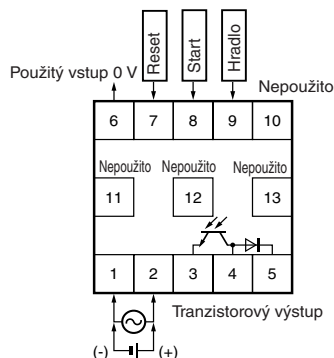 Reset
Start
Hradlo
Použitý vstup 0 V
Nepoužito
6 7 8 9 10
Nepoužito Nepoužito Nepoužito
11 12 13
1 2 3 4 5
Tranzistorový výstup
(-) (+)